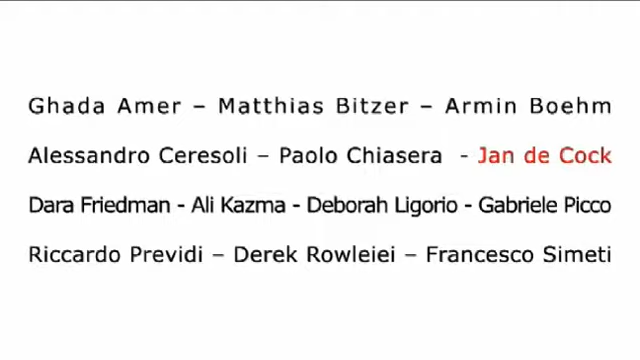 Ghada Amer – Matthias Bitzer – Armin Boehm
Alessandro Ceresoli – Paolo Chiasera - Jan de Cock
Dara Friedman - Ali Kazma - Deborah Ligorio - Gabriele Picco
Riccardo Previdi – Derek Rowleiei – Francesco Simeti